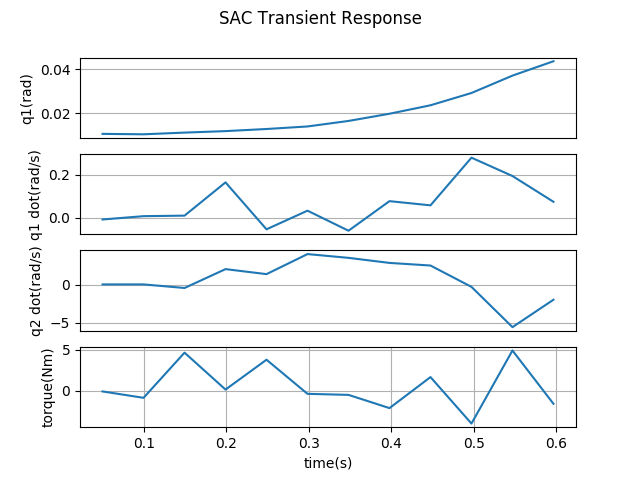 SAC Transient Response
0.04
0.02
q1(rad)
0.2
0.0
q1 dot(rad/s)
0
−5
q2 dot(rad/s)
5
0
torque(Nm)
0.1 0.2 0.3 0.4 0.5 0.6
time(s)